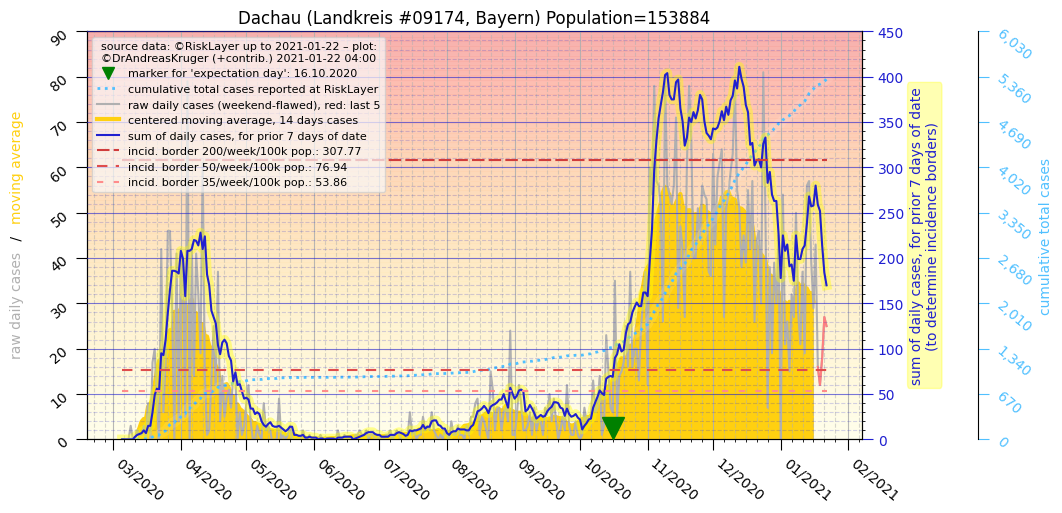 Dachau (Landkreis #09174, Bayern) Population=153884
source data: ©RiskLayer up to 2021-01-22 – plot:
©DrAndreasKruger (+contrib.) 2021-01-22 04:00
marker for 'expectation day': 16.10.2020
cumulative total cases reported at RiskLayer
raw daily cases (weekend-flawed), red: last 5
centered moving average, 14 days cases
sum of daily cases, for prior 7 days of date
incid. border 200/week/100k pop.: 307.77
incid. border 50/week/100k pop.: 76.94
incid. border 35/week/100k pop.: 53.86
raw daily cases / moving average
90
80
70
60
50
40
30
20
10
0
03/2020
04/2020
05/2020
06/2020
07/2020
08/2020
09/2020
10/2020
11/2020
12/2020
01/2021
02/2021
450
400
350
300
250
200
150
100
50
0
sum of daily cases, for prior 7 days of date
(to determine incidence borders)
6,030
5,360
4,690
4,020
3,350
2,680
2,010
1,340
670
0
cumulative total cases